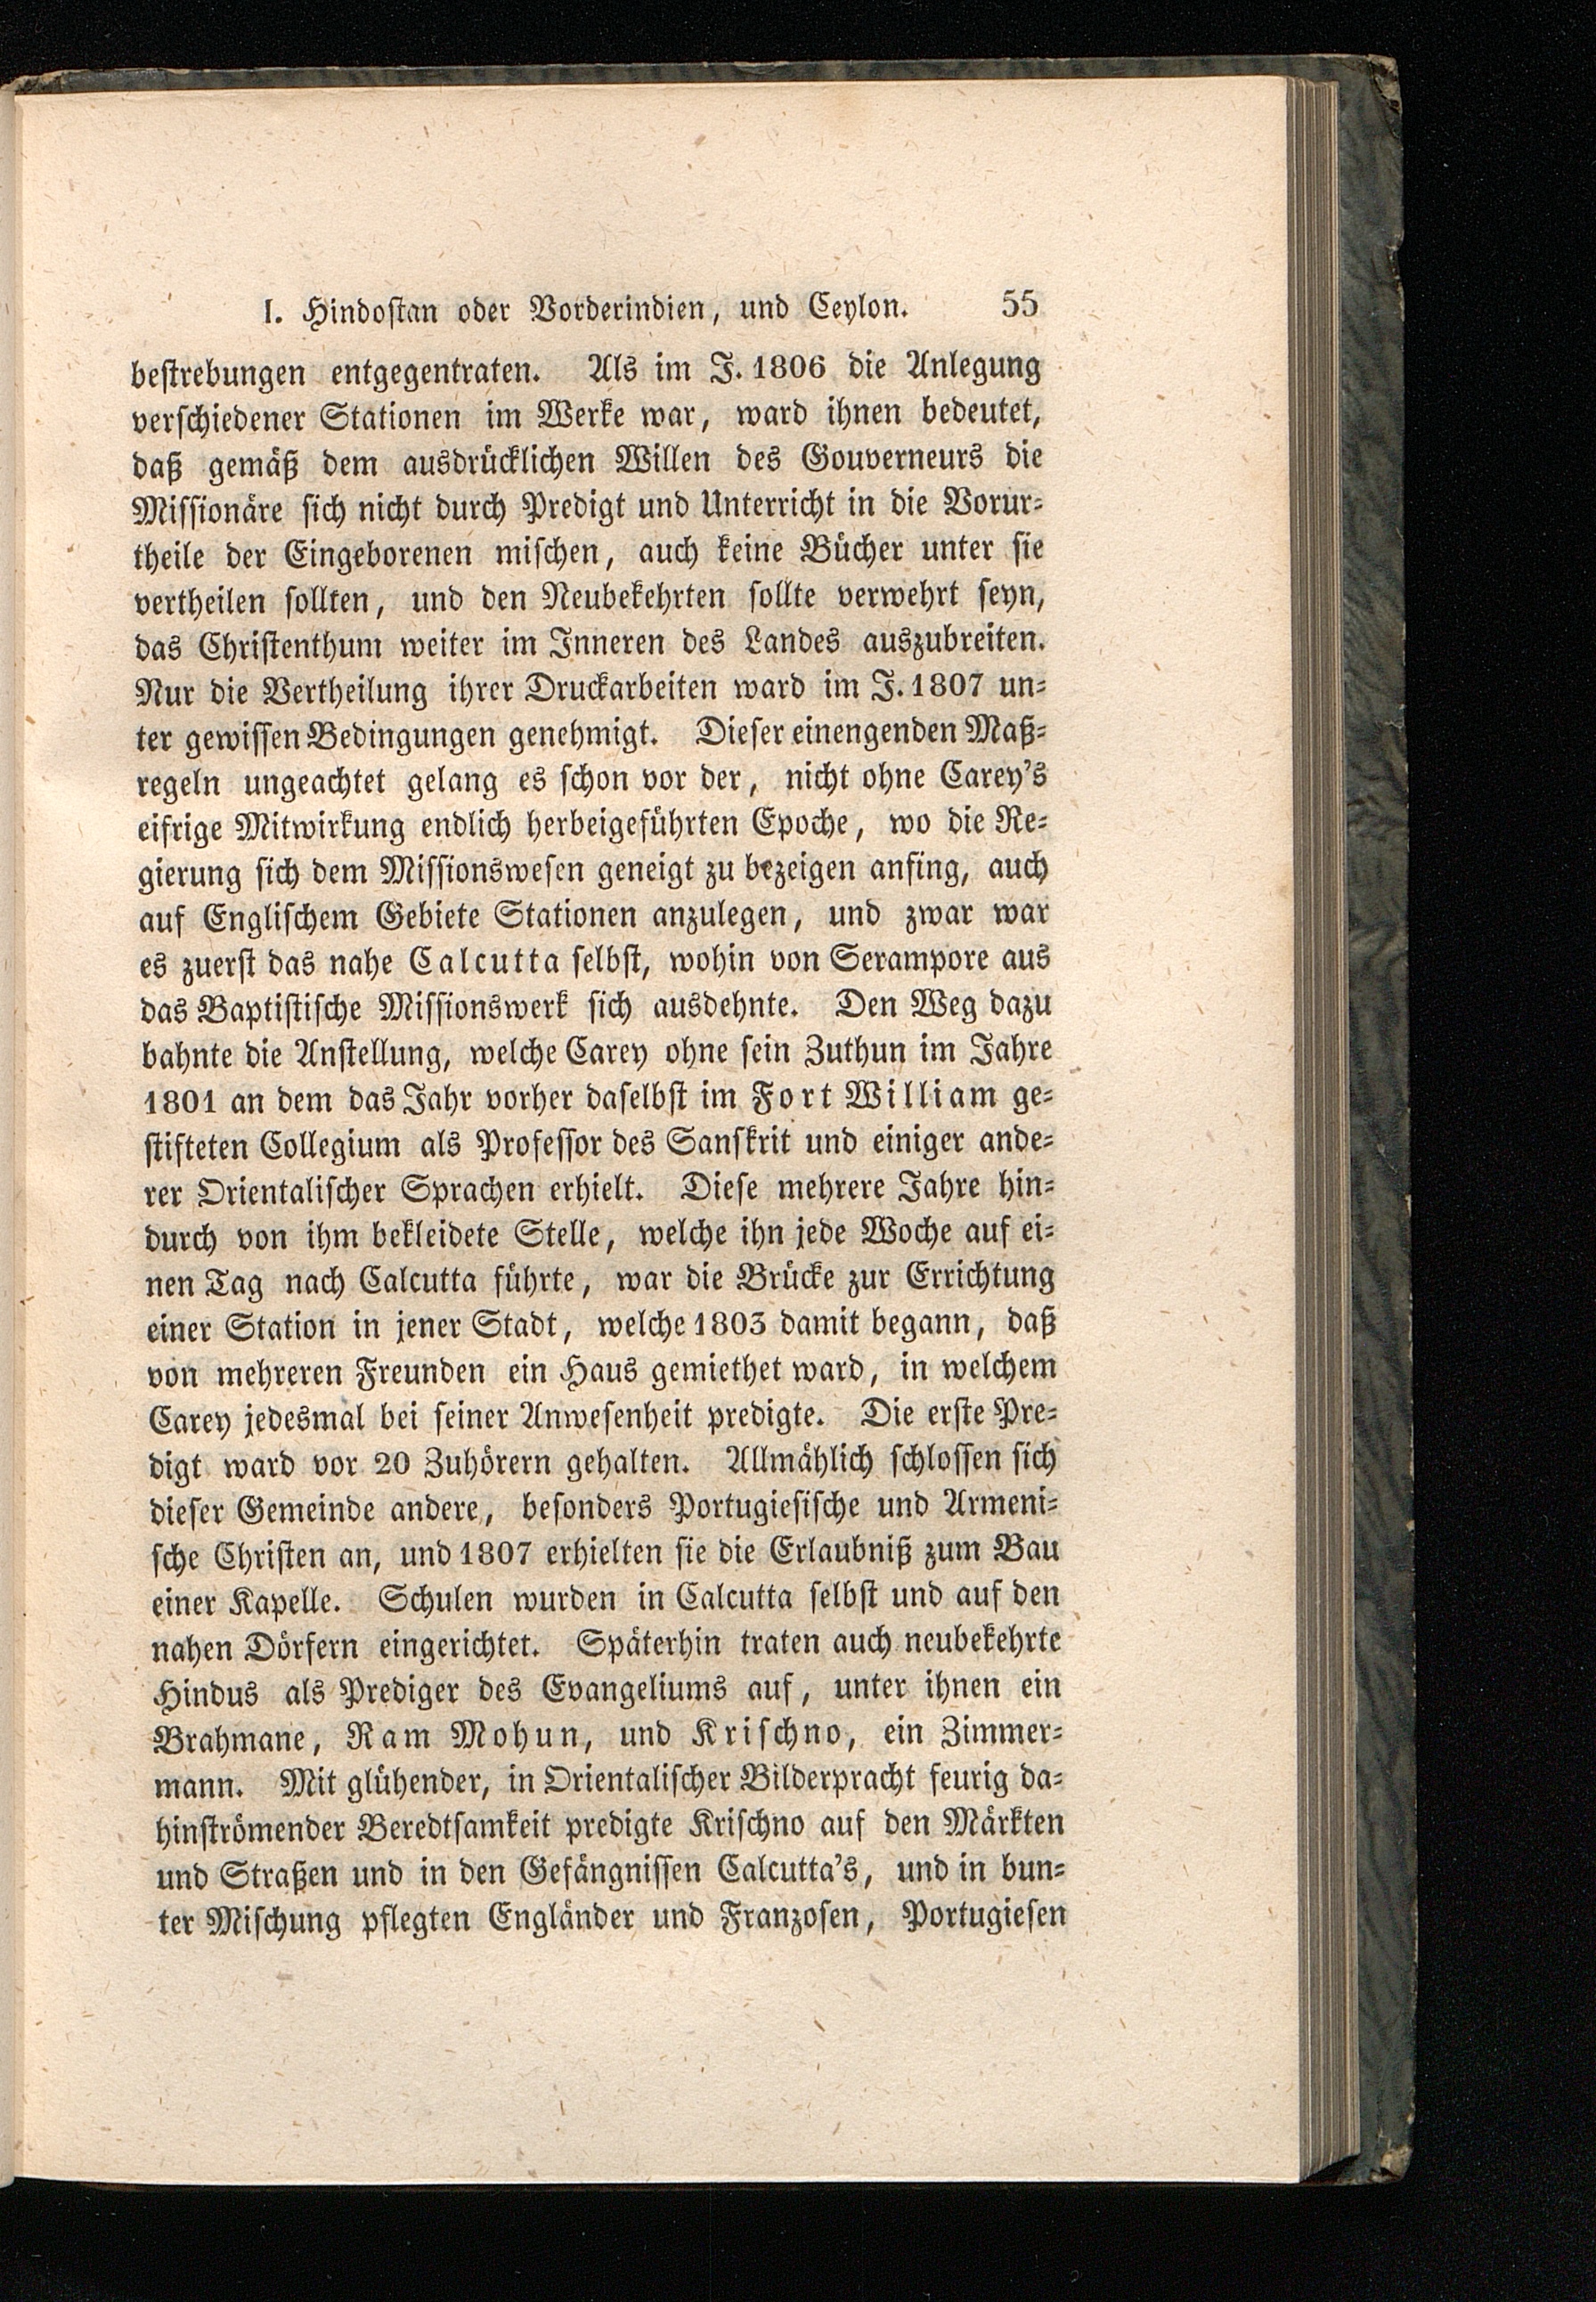 I. Hindostan oder Vorderindien, und Ceylon. 55
bestrebungen entgegentraten. Als im J. 1806 die Anlegung
verschiedener Stationen im Werke war, ward ihnen bedeutet,
daß gemäß dem ausdrücklichen Willen des Gouverneurs die
Missionäre sich nicht durch Predigt und Unterricht in die Vorur-
theile der Eingeborenen mischen, auch keine Bücher unter sie
vertheilen sollten, und den Neubekehrten sollte verwehrt seyn,
das Christenthum weiter im Inneren des Landes auszubreiten.
Nur die Vertheilung ihrer Druckarbeiten ward im J. 1807 un-
ter gewissen Bedingungen genehmigt. Dieser einengenden Maß-
regeln ungeachtet gelang es schon vor der, nicht ohne Carey's
eifrige Mitwirkung endlich herbeigeführten Epoche, wo die Re-
gierung sich dem Missionswesen geneigt zu bezeigen anfing, auch
auf Englischem Gebiete Stationen anzulegen, und zwar war
es zuerst das nahe Calcutta selbst, wohin von Serampore aus
das Baptistische Missionswerk sich ausdehnte. Den Weg dazu
bahnte die Anstellung, welche Carey ohne sein Zuthun im Jahre
1801 an dem das Jahr vorher daselbst im Fort William ge-
stifteten Collegium als Professor des Sanskrit und einiger ande-
rer Orientalischer Sprachen erhielt. Diese mehrere Jahre hin-
durch von ihm bekleidete Stelle, welche ihn jede Woche auf ei-
nen Tag nach Calcutta führte, war die Brücke zur Errichtung
einer Station in jener Stadt, welche 1803 damit begann, daß
von mehreren Freunden ein Haus gemiethet ward, in welchem
Carey jedesmal bei seiner Anwesenheit predigte. Die erste Pre-
digt ward vor 20 Zuhörern gehalten. Allmählich schlossen sich
dieser Gemeinde andere, besonders Portugiesische und Armeni-
sche Christen an, und 1807 erhielten sie die Erlaubniß zum Bau
einer Kapelle. Schulen wurden in Calcutta selbst und auf den
nahen Dörfern eingerichtet. Späterhin traten auch neubekehrte
Hindus als Prediger des Evangeliums auf, unter ihnen ein
Brahmane, Ram Mohun, und Krischno, ein Zimmer-
mann. Mit glühender, in Orientalischer Bilderpracht feurig da-
hinströmender Beredtsamkeit predigte Krischno auf den Märkten
und Straßen und in den Gefängnissen Calcutta's, und in bun-
ter Mischung pflegten Engländer und Franzosen, Portugiesen